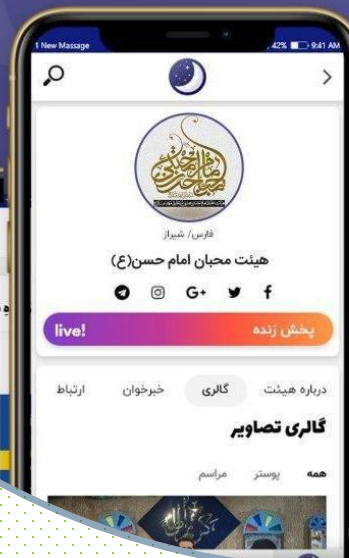 1 New Massage
42%
9:41 AM
فارس/ شیراز
هیئت محبان امام حسن(ع)
G+
f
پخش زنده
live!
درباره هیئت
گالری
خبرخوان
ارتباط
گالری تصاویر
همه
پوستر
مراسم